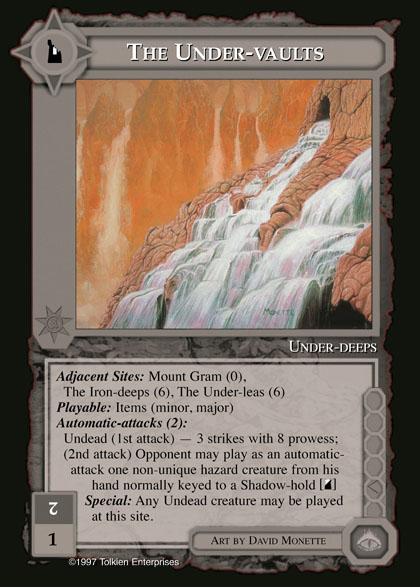 The Under-vaults
Monette
Under-deeps
Adjacent Sites: Mount Gram (0),
The Iron-deeps (6), The Under-leas (6)
Playable: Items (minor, major)
Automatic-attacks (2):
Undead (1st attack) — 3 strikes with 8 prowess;
(2nd attack) Opponent may play as an automatic-
attack one non-unique hazard creature from his
hand normally keyed to a Shadow-hold []
Special: Any Undead creature may be played
at this site.
2
1
Art by David Monette
©1997 Tolkien Enterprises